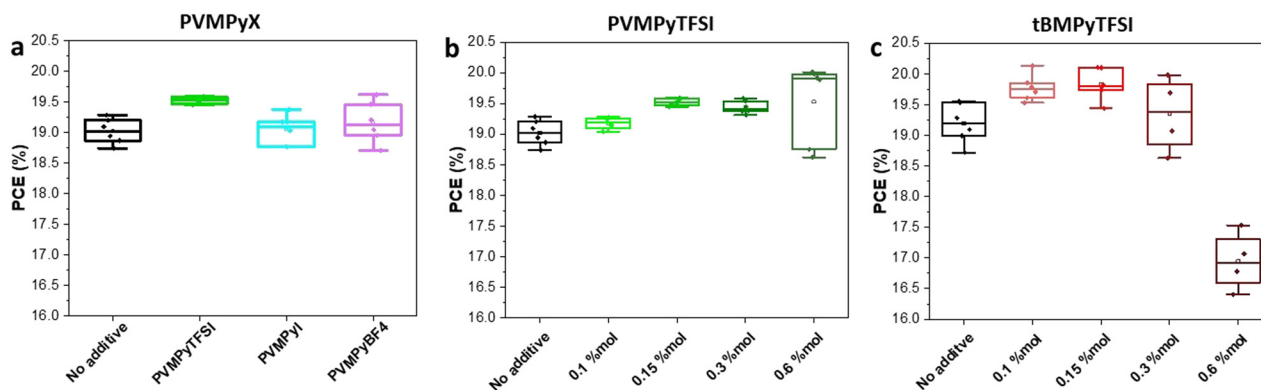 PVMPyX
a
PCE (%)
20.5
20.0
19.5
19.0
18.5
18.0
17.5
17.0
16.5
16.0
No additive
PVMPyTFSI
PVMPyI
PVMPyBF4
PVMPyTFSI
b
PCE (%)
20.5
20.0
19.5
19.0
18.5
18.0
17.5
17.0
16.5
16.0
No additive
0.1 %mol
0.15 %mol
0.3 %mol
0.6 %mol
tBMPyTFSI
c
PCE (%)
20.5
20.0
19.5
19.0
18.5
18.0
17.5
17.0
16.5
16.0
No additve
0.1 %mol
0.15 %mol
0.3 %mol
0.6 %mol